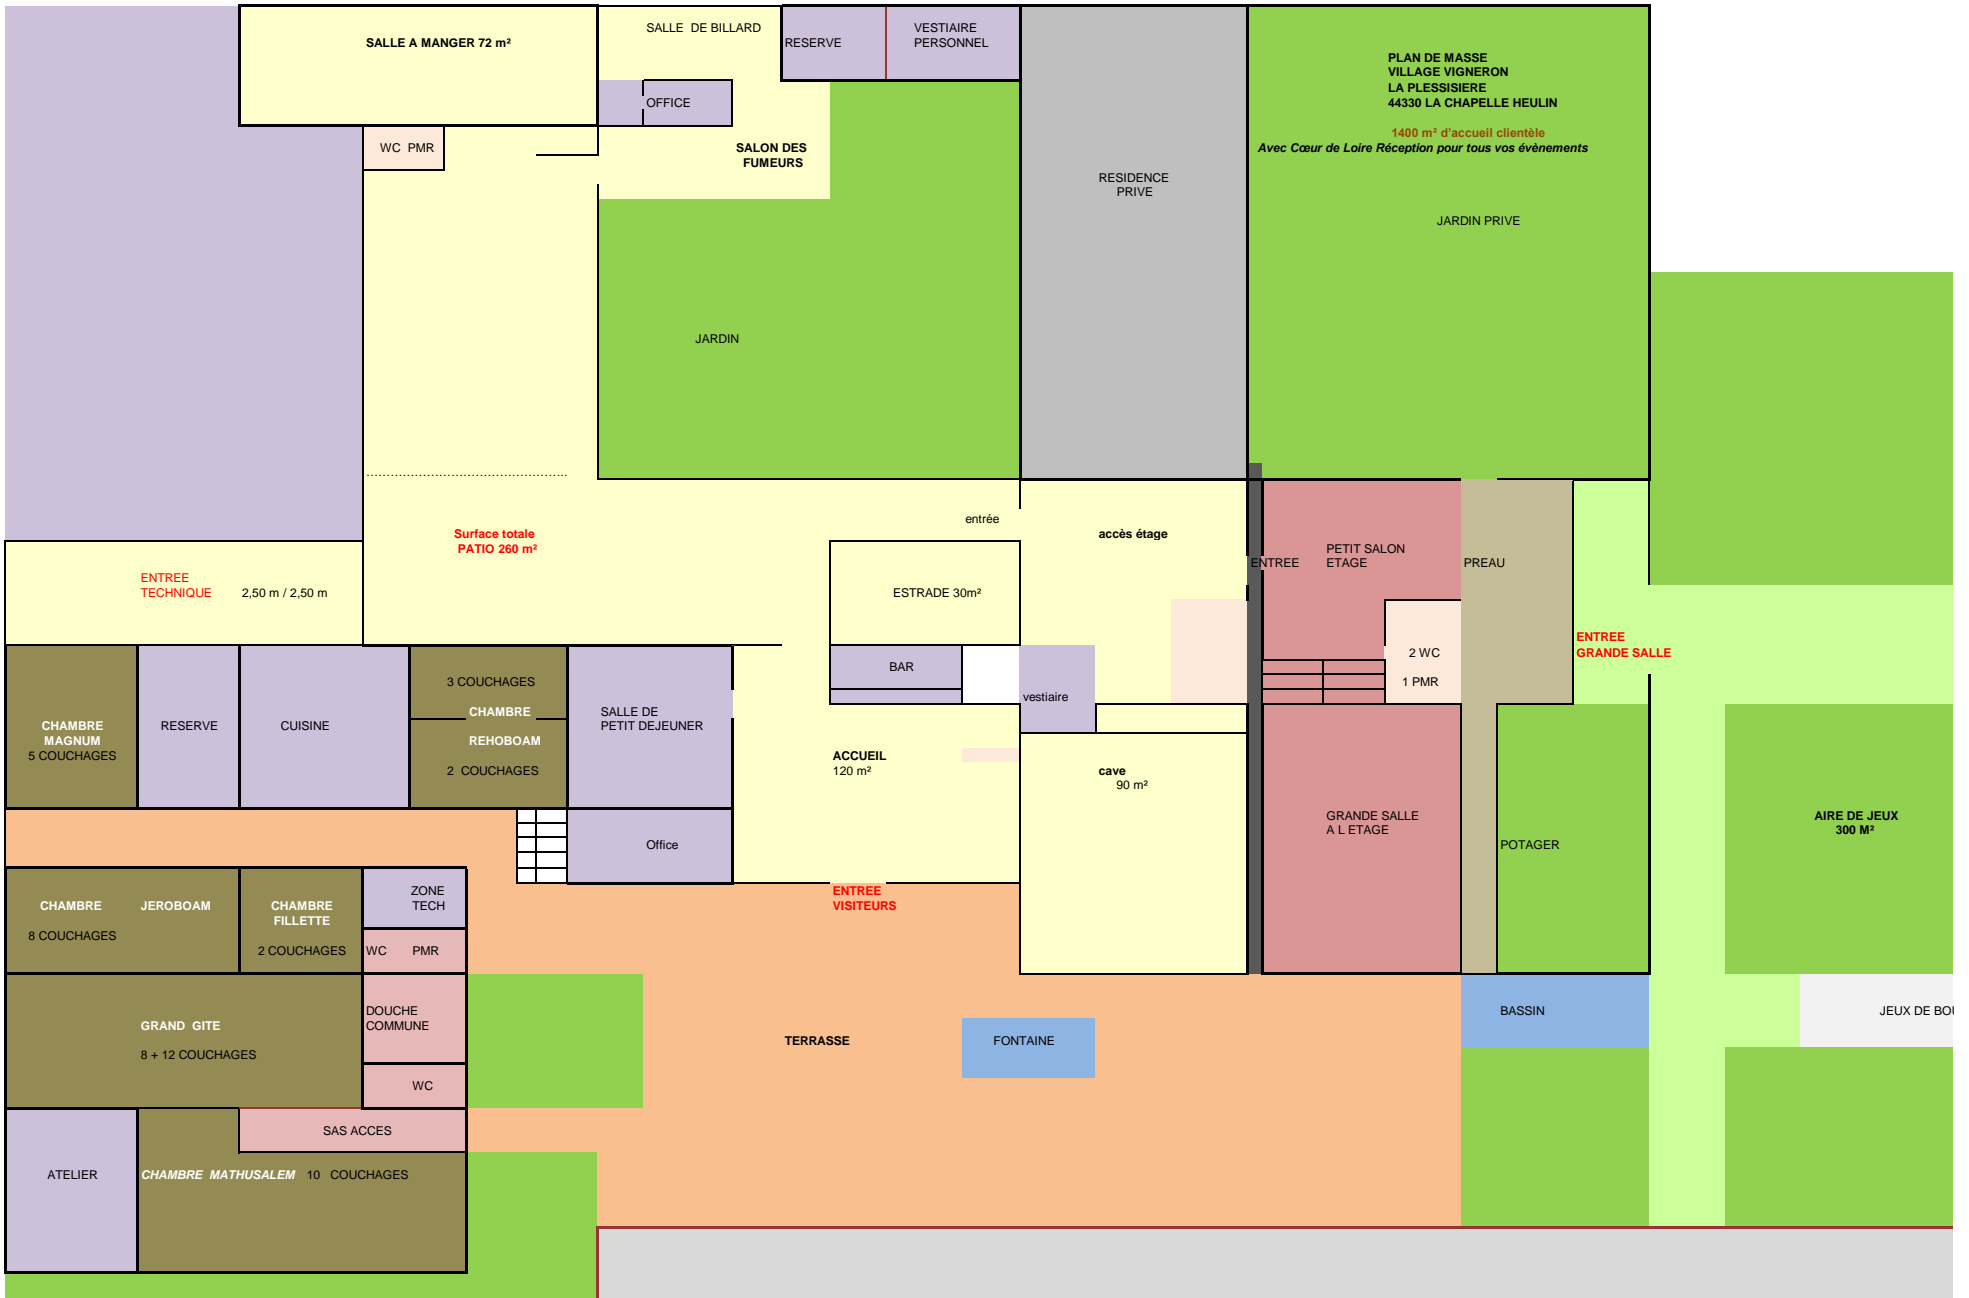 SALLE A MANGER 72 m²
SALLE DE BILLARD
RESERVE
VESTIAIRE
PERSONNEL
OFFICE
WC PMR
SALON DES
FUMEURS
RESIDENCE
PRIVE
PLAN DE MASSE
VILLAGE VIGNERON
LA PLESSISIERE
44330 LA CHAPELLE HEULIN
1400 m² d'accueil clientèle
Avec Cœur de Loire Réception pour tous vos évènements
JARDIN PRIVE
JARDIN
Surface totale
PATIO 260 m²
entrée
accès étage
ENTREE
PETIT SALON
ETAGE
PREAU
ENTREE
TECHNIQUE 2,50 m / 2,50 m
ESTRADE 30m²
ENTREE
GRANDE SALLE
2 WC
1 PMR
BAR
vestiaire
CHAMBRE
MAGNUM
5 COUCHAGES
RESERVE
CUISINE
3 COUCHAGES
CHAMBRE
REHOBOAM
2 COUCHAGES
SALLE DE
PETIT DEJEUNER
ACCUEIL
120 m²
cave
90 m²
GRANDE SALLE
A L ETAGE
POTAGER
AIRE DE JEUX
300 M²
Office
ENTREE
VISITEURS
CHAMBRE JEROBOAM
8 COUCHAGES
CHAMBRE
FILLETTE
2 COUCHAGES
ZONE
TECH
WC PMR
GRAND GITE
8 + 12 COUCHAGES
DOUCHE
COMMUNE
WC
TERRASSE
FONTAINE
BASSIN
JEUX DE BOU
SAS ACCES
ATELIER
CHAMBRE MATHUSALEM 10 COUCHAGES